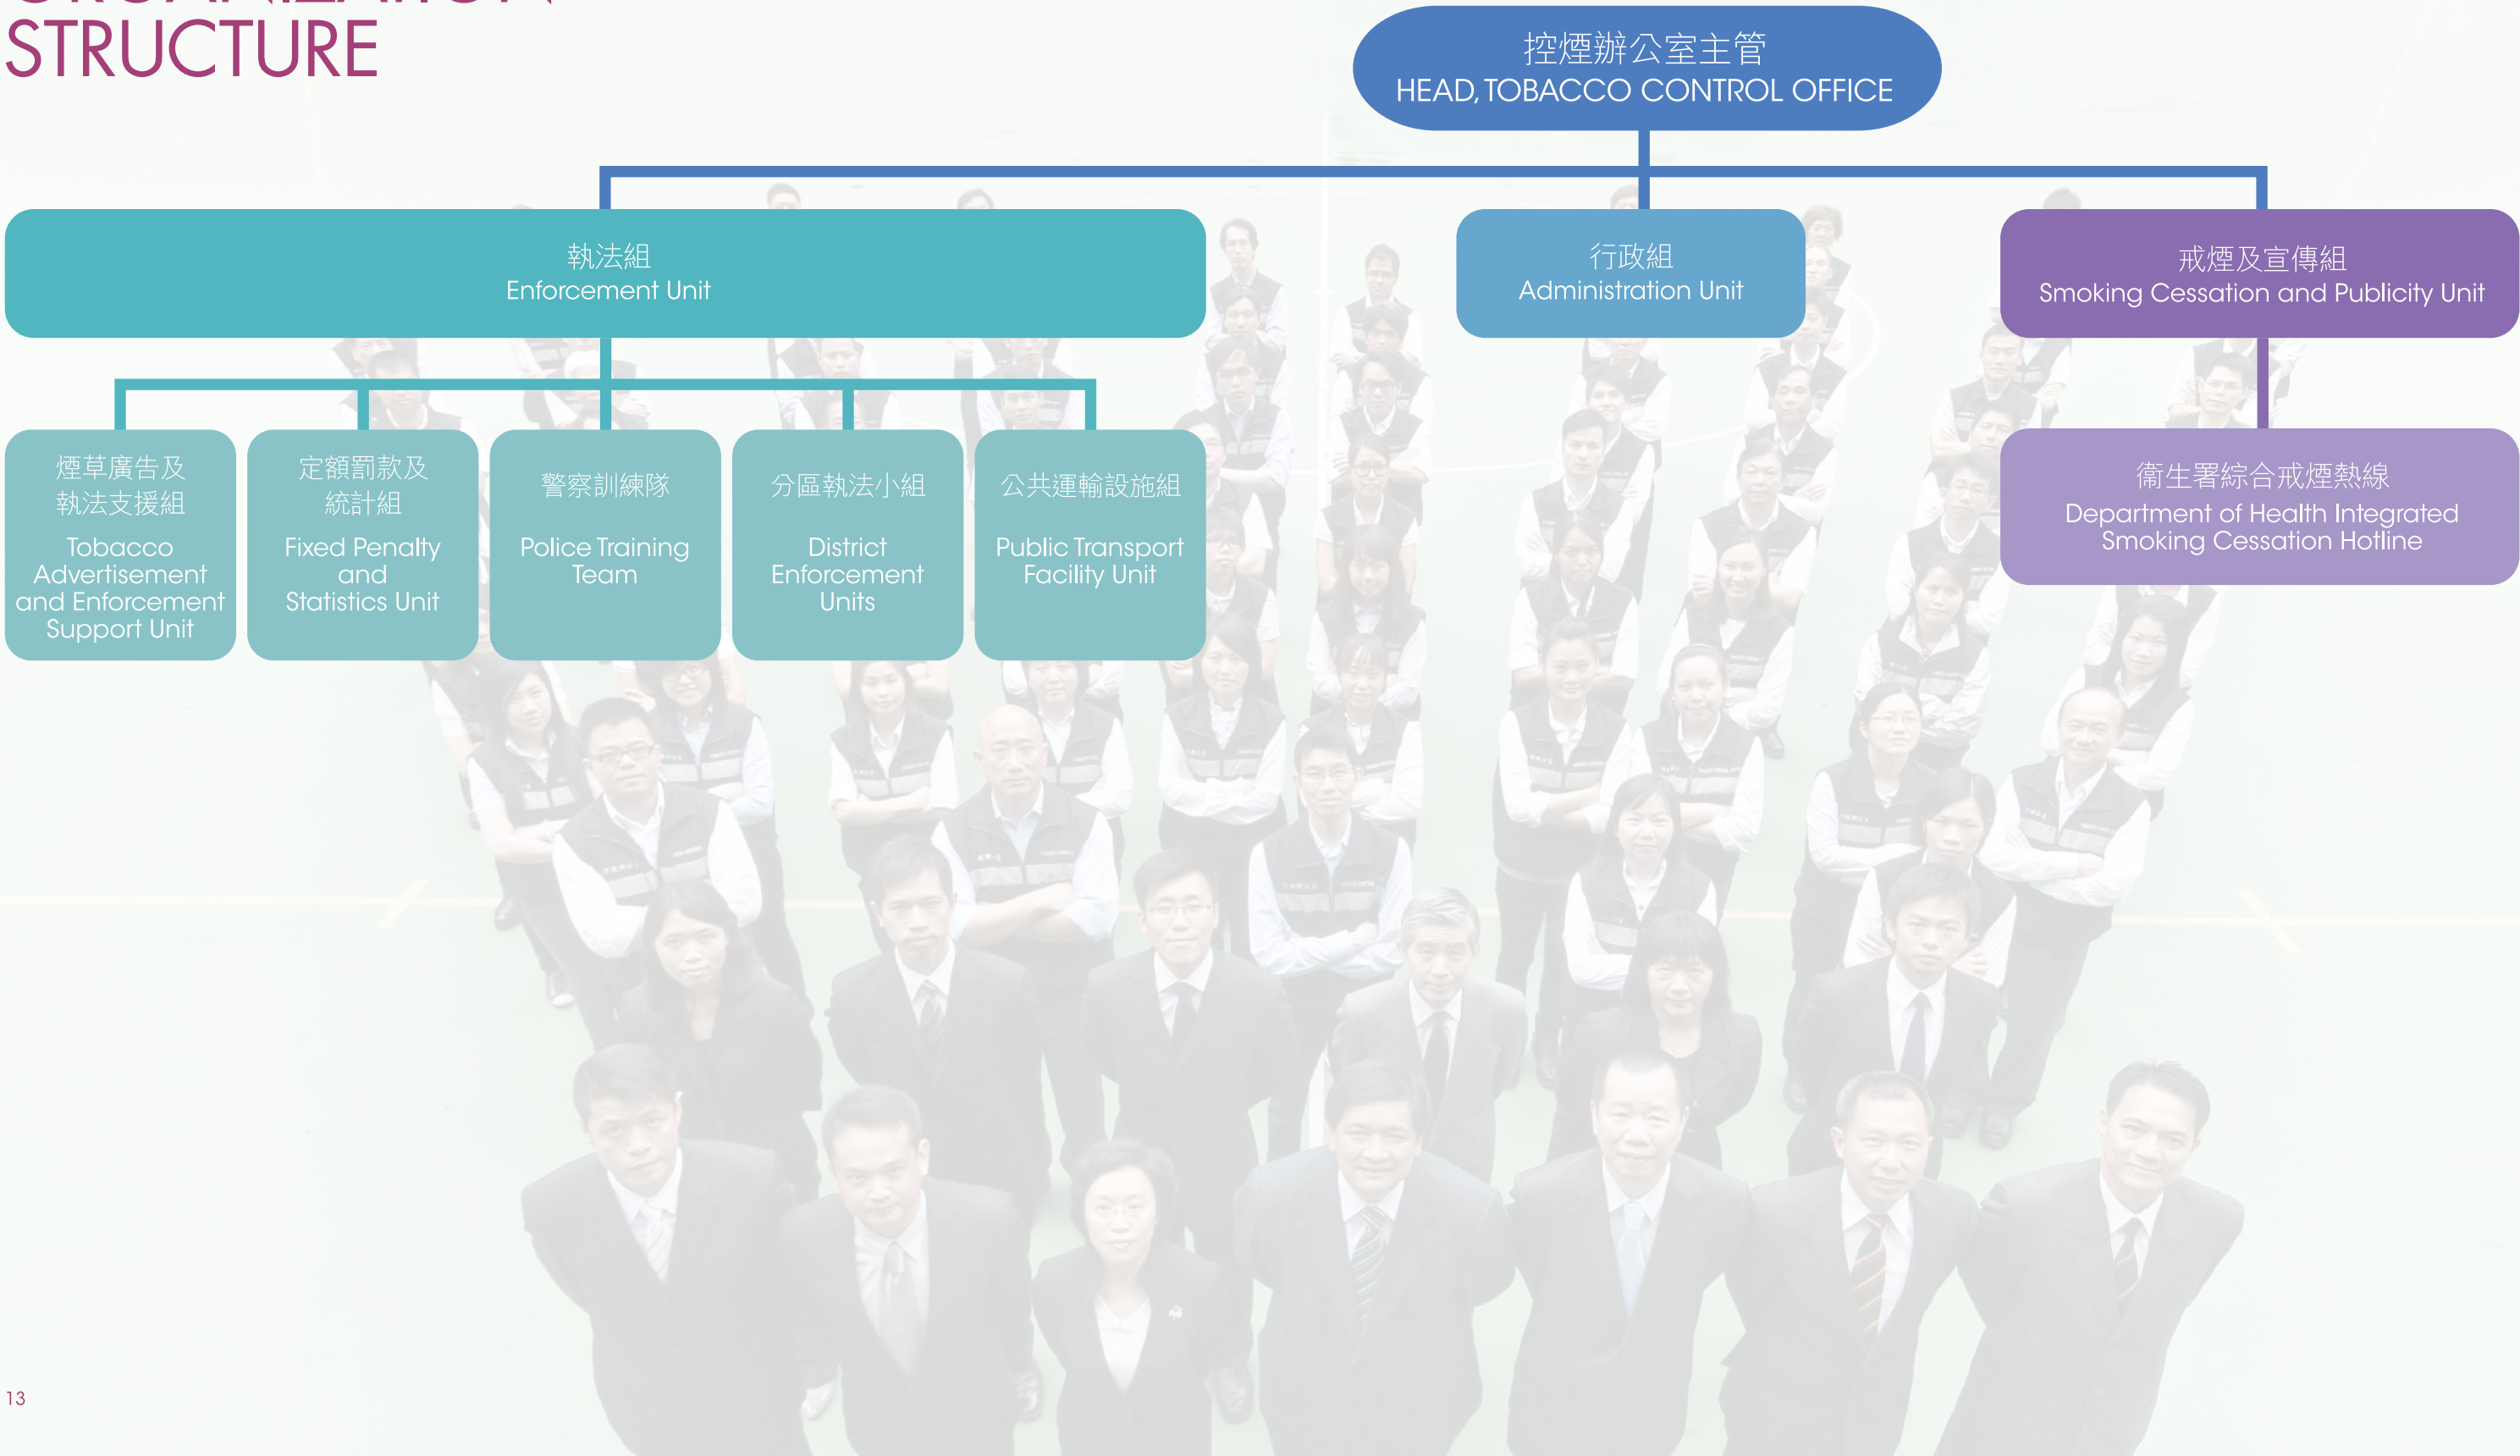 ORGANIZATION
STRUCTURE
控煙辦公室主管
HEAD, TOBACCO CONTROL OFFICE
執法組
Enforcement Unit
行政組
Administration Unit
戒煙及宣傳組
Smoking Cessation and Publicity Unit
煙草廣告及
執法支援組
Tobacco
Advertisement
and Enforcement
Support Unit
定額罰款及
統計組
Fixed Penalty
and
Statistics Unit
警察訓練隊
Police Training
Team
分區執法小組
District
Enforcement
Units
公共運輸設施組
Public Transport
Facility Unit
衞生署綜合戒煙熱線
Department of Health Integrated
Smoking Cessation Hotline
13